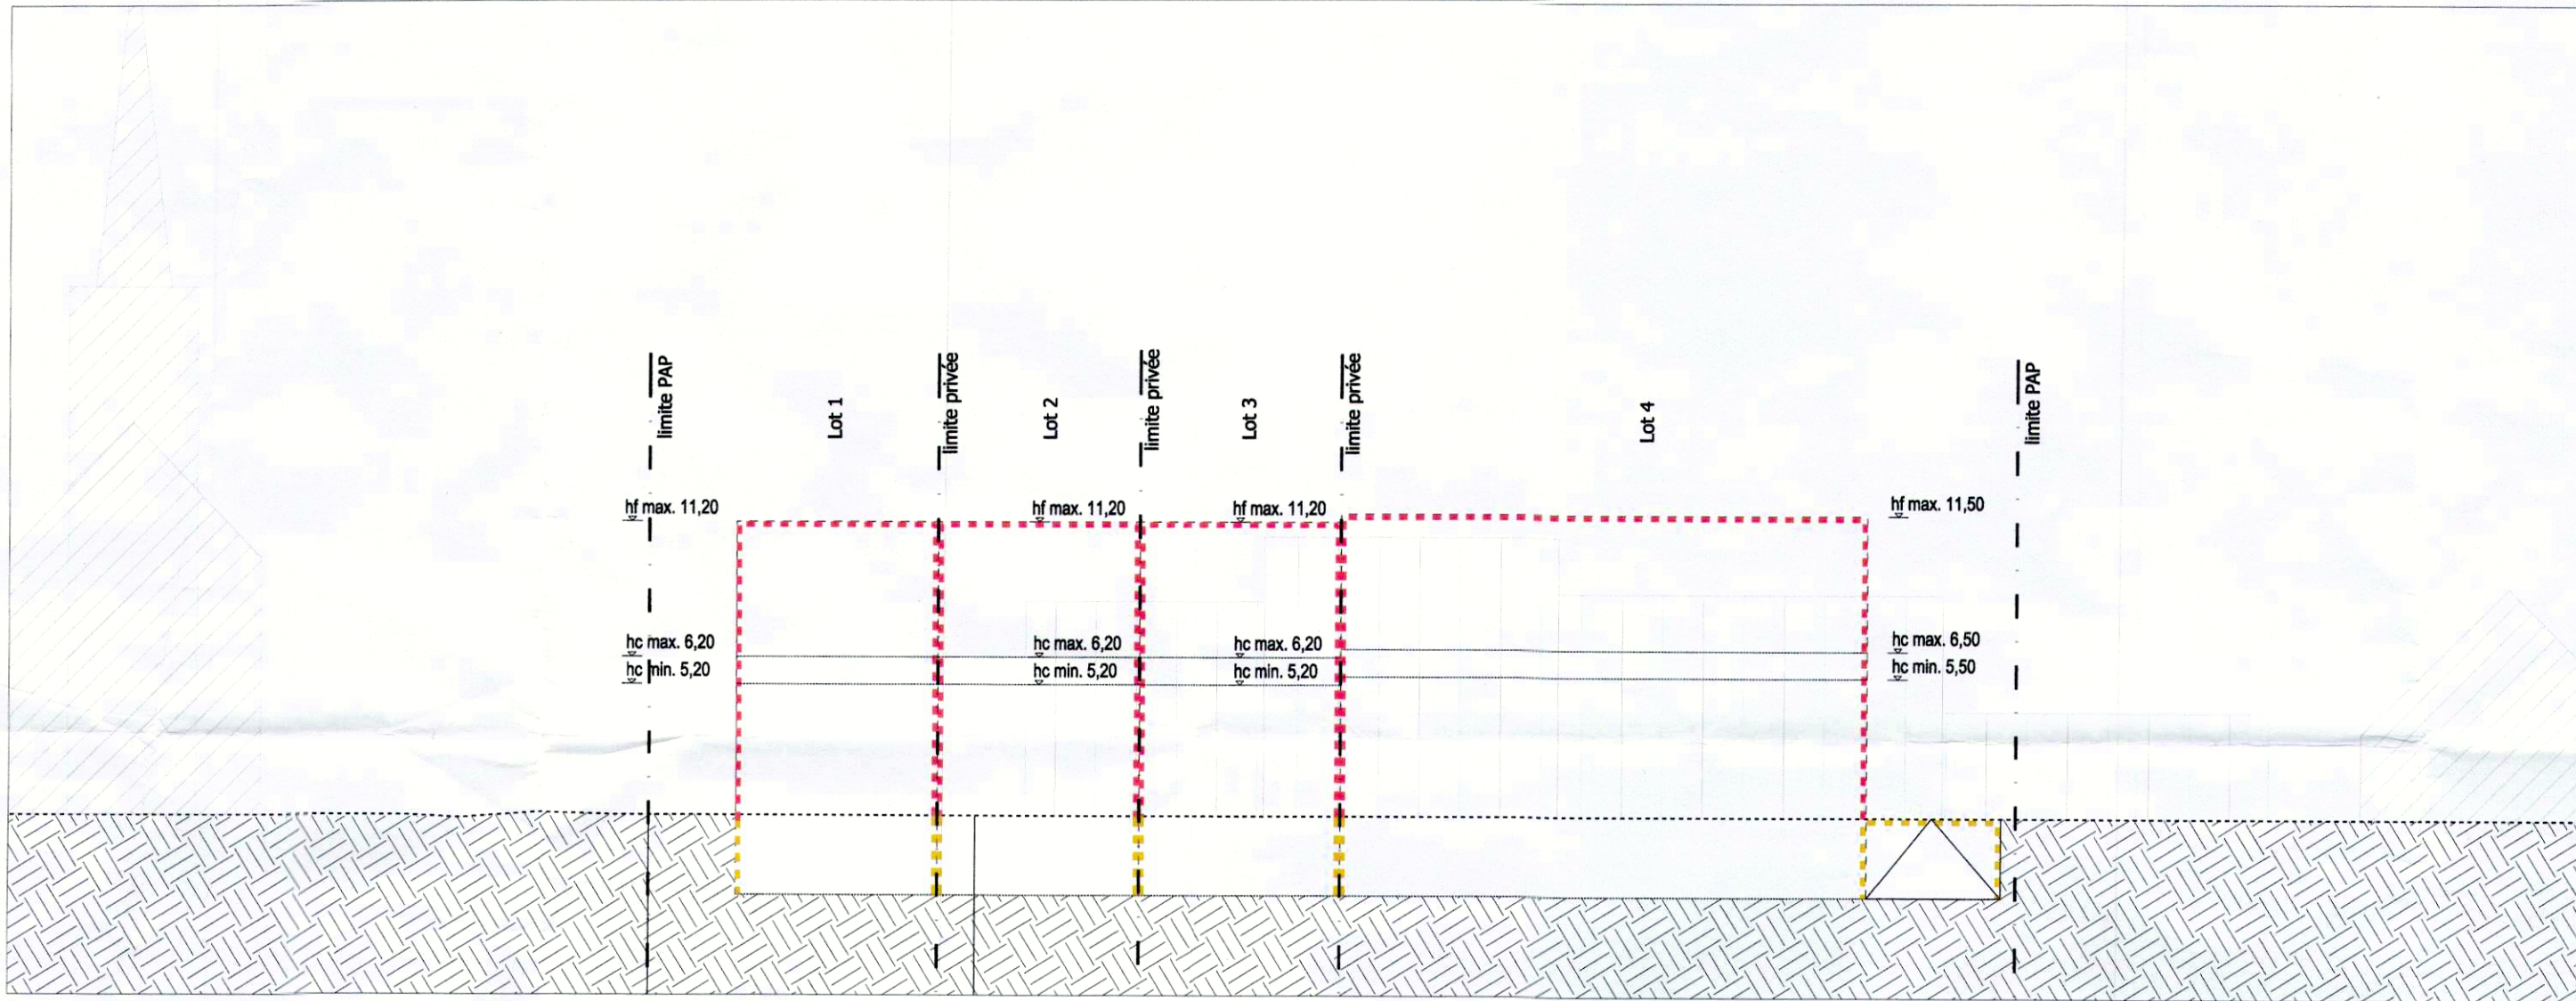 limite PAP
Lot 1
limite privée
Lot 2
limite privée
Lot 3
limite privée
Lot 4
limite PAP
hf max. 11,20
hf max. 11,20
hf max. 11,20
hf max. 11,50
hc max. 6,20
hc max. 6,20
hc max. 6,20
hc max. 6,50
hc min. 5,20
hc min. 5,20
hc min. 5,20
hc min. 5,50